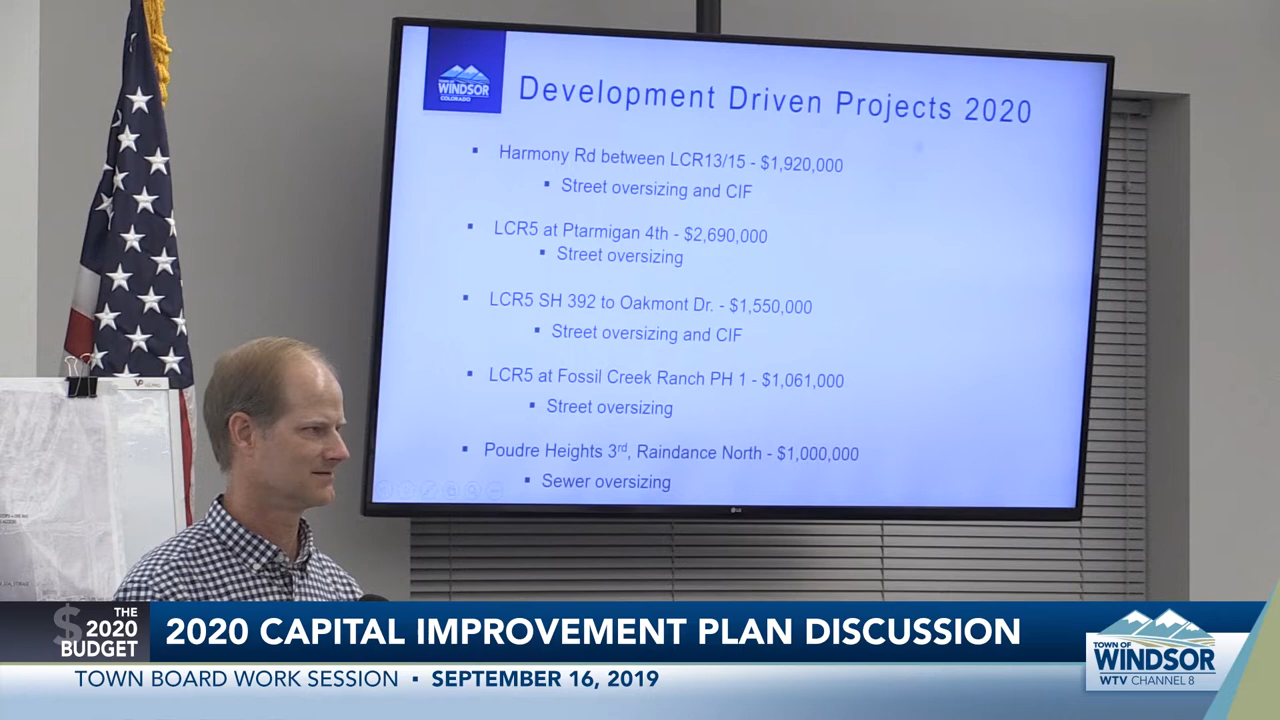 TOWN OF
WINDSOR
COLORADO
Development Driven Projects 2020
▪ Harmony Rd between LCR13/15 - $1,920,000
▪ Street oversizing and CIF
▪ LCR5 at Ptarmigan 4th - $2,690,000
▪ Street oversizing
▪ LCR5 SH 392 to Oakmont Dr. - $1,550,000
▪ Street oversizing and CIF
▪ LCR5 at Fossil Creek Ranch PH 1 - $1,061,000
▪ Street oversizing
▪ Poudre Heights 3rd, Raindance North - $1,000,000
▪ Sewer oversizing
LG
$ THE
2020
BUDGET
2020 CAPITAL IMPROVEMENT PLAN DISCUSSION
TOWN BOARD WORK SESSION ▪ SEPTEMBER 16, 2019
TOWN OF
WINDSOR
WTV CHANNEL 8